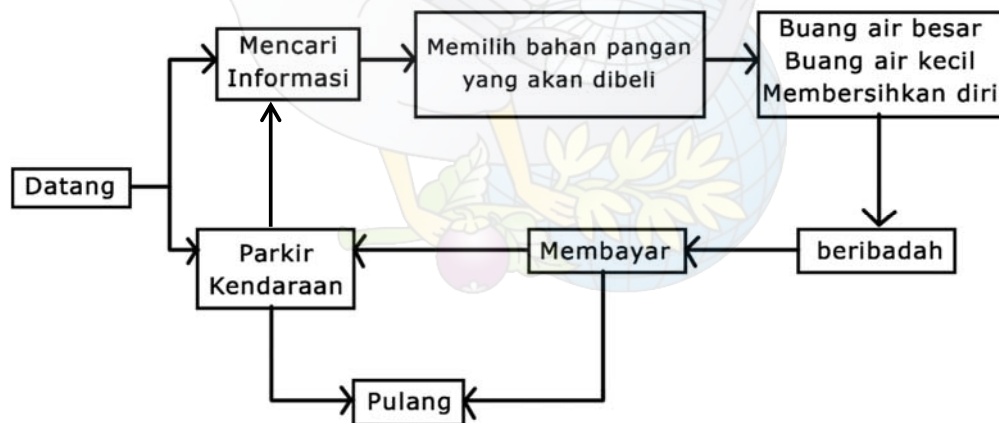 Mencari
Informasi
Memilih bahan pangan
yang akan dibeli
Buang air besar
Buang air kecil
Membersihkan diri
Datang
Parkir
Kendaraan
Membayar
beribadah
Pulang